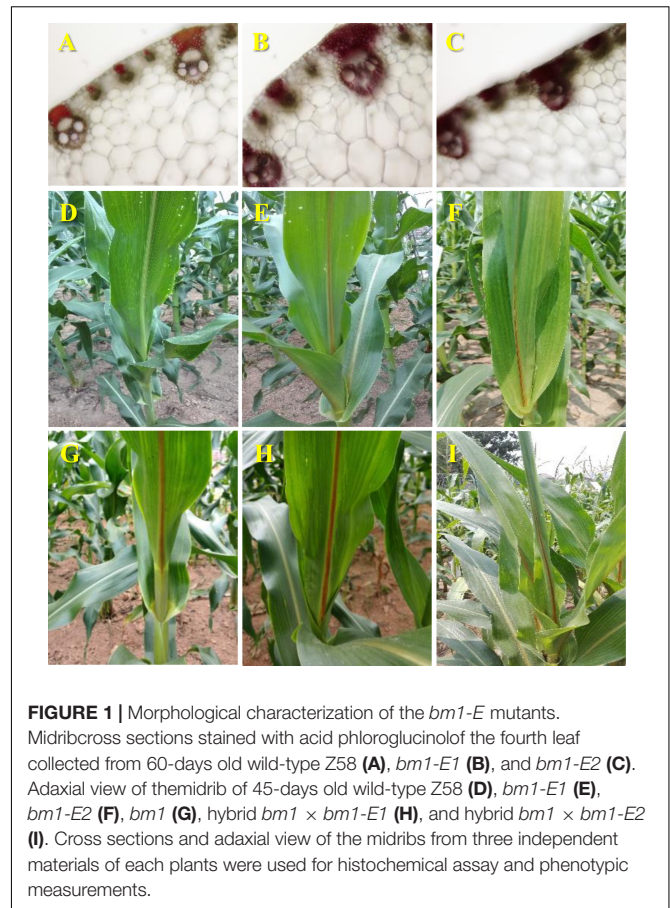 A
B
C
D
E
F
G
H
I
FIGURE 1 | Morphological characterization of the bm1-E mutants.
Midribcross sections stained with acid phloroglucinolof the fourth leaf
collected from 60-days old wild-type Z58 (A), bm1-E1 (B), and bm1-E2 (C).
Adaxial view of themidrib of 45-days old wild-type Z58 (D), bm1-E1 (E),
bm1-E2 (F), bm1 (G), hybrid bm1 × bm1-E1 (H), and hybrid bm1 × bm1-E2
(I). Cross sections and adaxial view of the midribs from three independent
materials of each plants were used for histochemical assay and phenotypic
measurements.